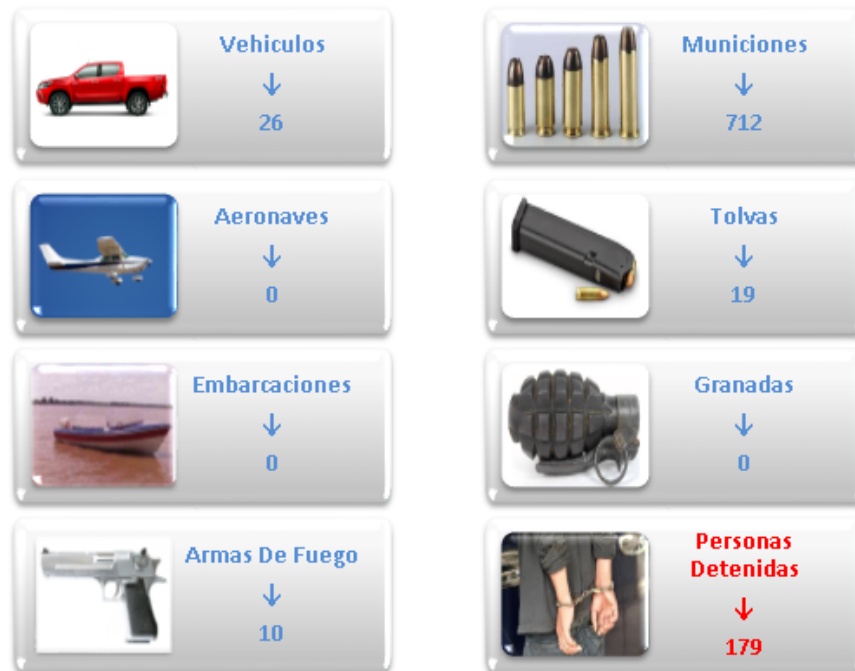 Vehiculos
↓
26
Municiones
↓
712
Aeronaves
↓
0
Tolvas
↓
19
Embarcaciones
↓
0
Granadas
↓
0
Armas De Fuego
↓
10
Personas
Detenidas
↓
179